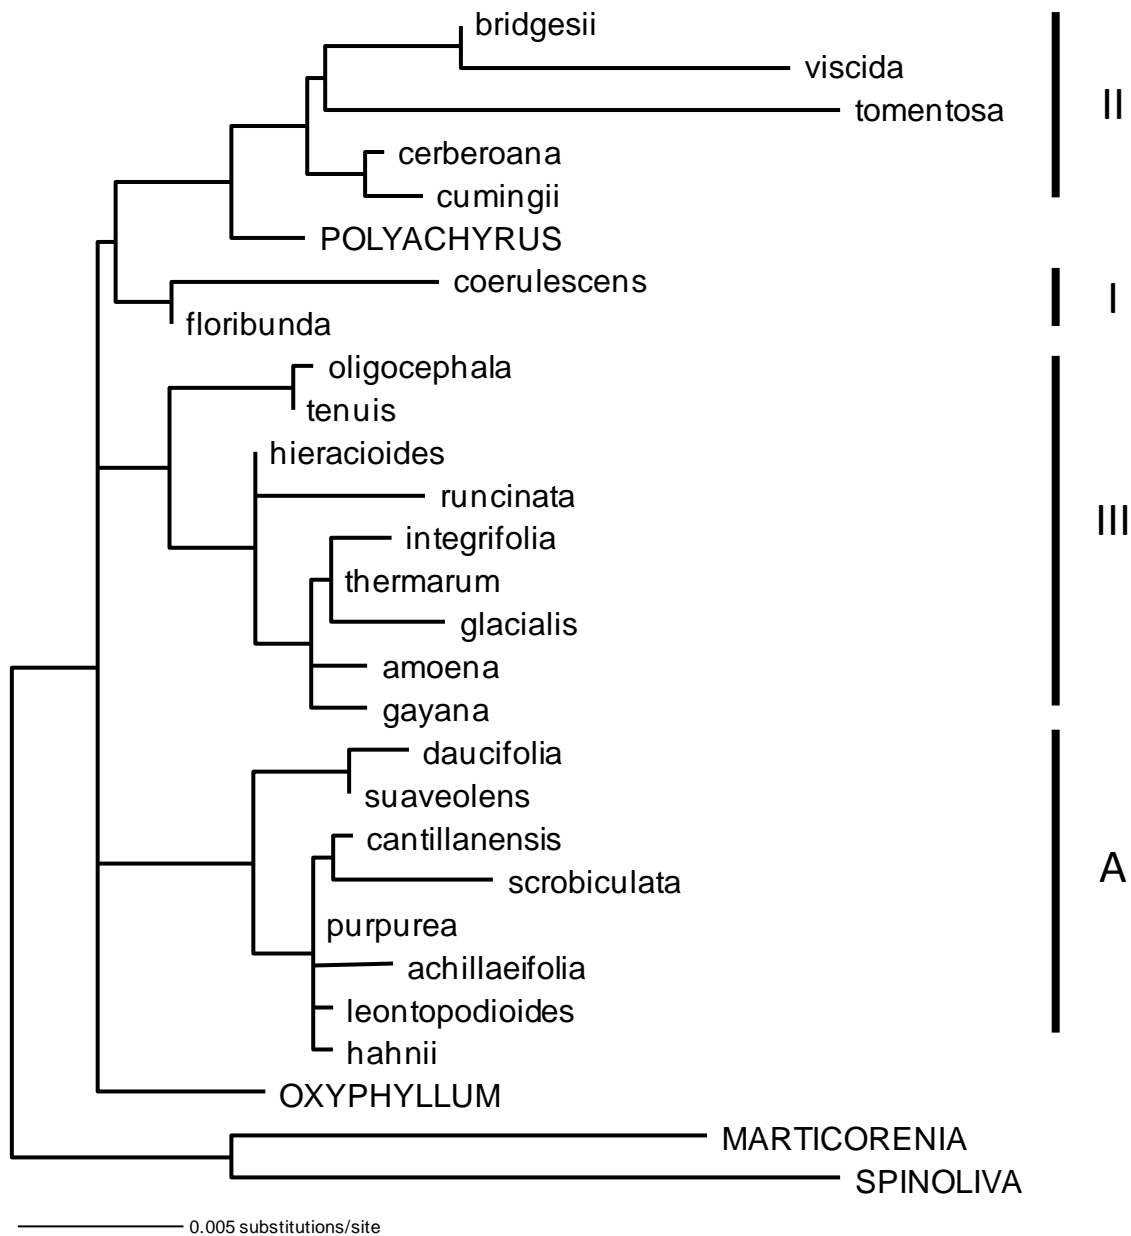 bridgesii
viscida
tomentosa
II
cerberoana
cumingii
POLYACHYRUS
coerulescens
I
floribunda
oligocephala
tenuis
hieracioides
runcinata
III
integrifolia
thermarum
glacialis
amoena
gayana
daucifolia
suaveolens
cantillanensis
A
scrobiculata
purpurea
achillaeifolia
leontopodioides
hahnii
OXYPHYLLUM
MARTICORENIA
SPINOLIVA
0.005 substitutions/site